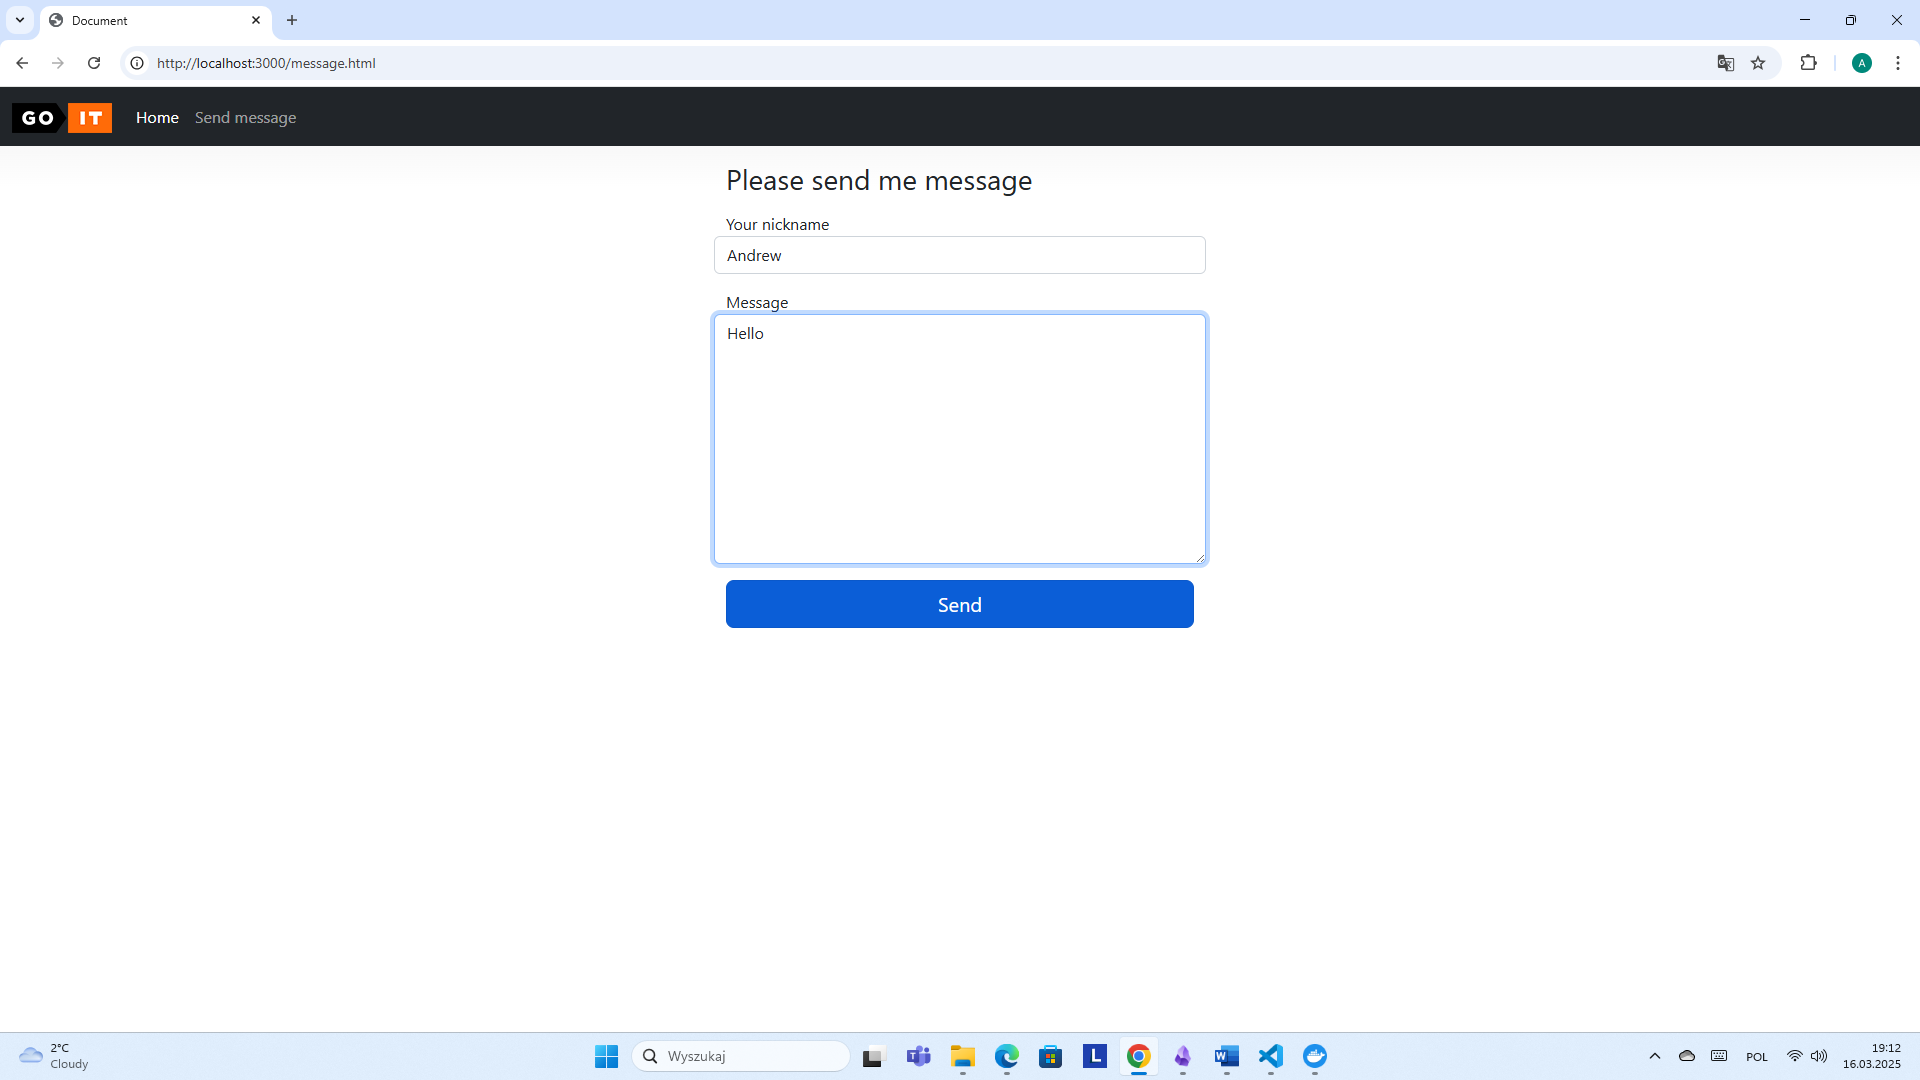 Document
http://localhost:3000/message.html
A
GO IT
Home
Send message
Please send me message
Your nickname
Andrew
Message
Hello
Send
2°C
Cloudy
Wyszukaj
L
W
POL
19:12
16.03.2025